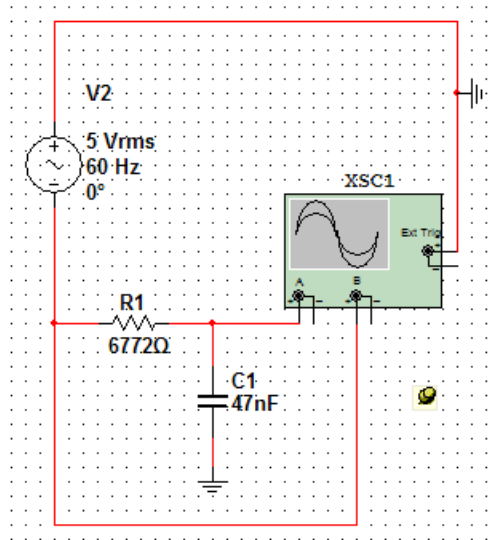 V2
5 Vrms
60 Hz
0°
XSC1
Ext Trig
+
−
A
B
+ − + −
R1
6772Ω
C1
47nF